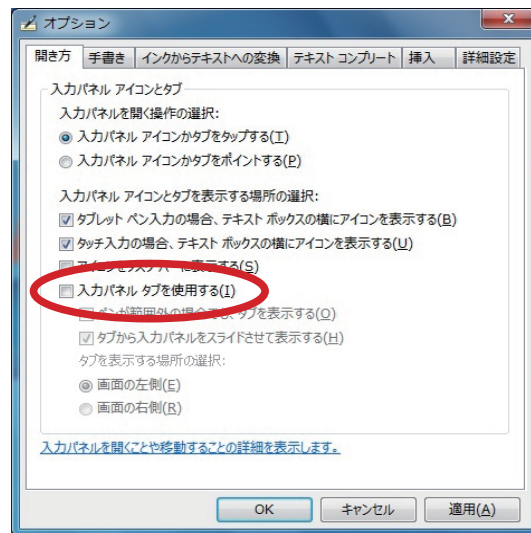 オプション
開き方 手書き インクからテキストへの変換 テキスト コンプリート 挿入 詳細設定
入力パネル アイコンとタブ
入力パネルを開く操作の選択:
入力パネル アイコンかタブをタップする(T)
入力パネル アイコンかタブをポイントする(P)
入力パネル アイコンとタブを表示する場所の選択:
タブレット ペン入力の場合、テキスト ボックスの横にアイコンを表示する(B)
タッチ入力の場合、テキスト ボックスの横にアイコンを表示する(U)
に表示する(S)
入力パネル タブを使用する(I)
タブを表示する(O)
タブから入力パネルをスライドさせて表示する(H)
タブを表示する場所の選択:
画面の左側(E)
画面の右側(R)
入力パネルを開くことや移動することの詳細を表示します。
OK キャンセル 適用(A)